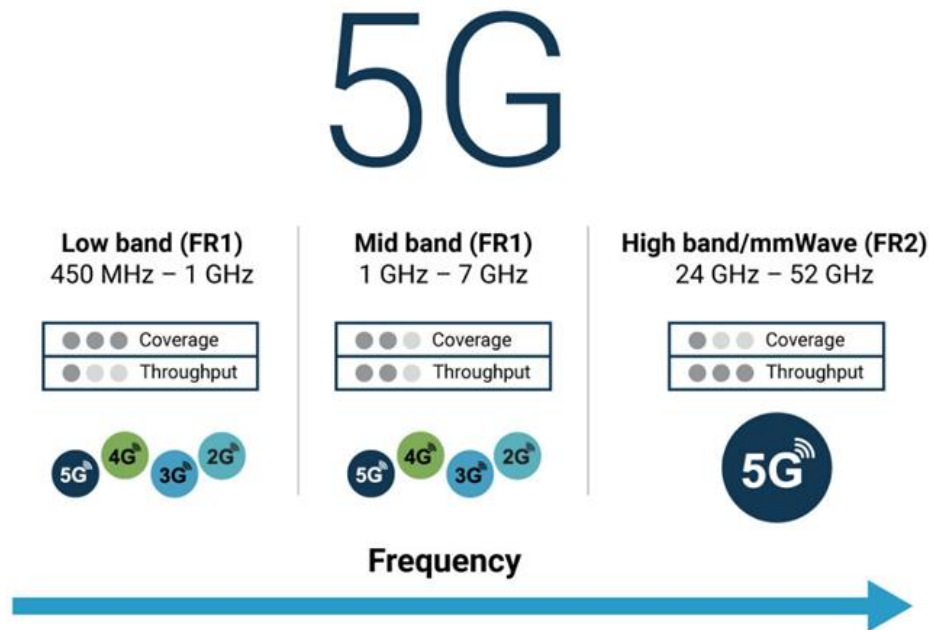 5G
Low band (FR1)
450 MHz – 1 GHz
Coverage
Throughput
5G
4G
3G
2G
Mid band (FR1)
1 GHz – 7 GHz
Coverage
Throughput
5G
4G
3G
2G
High band/mmWave (FR2)
24 GHz – 52 GHz
Coverage
Throughput
5G
Frequency